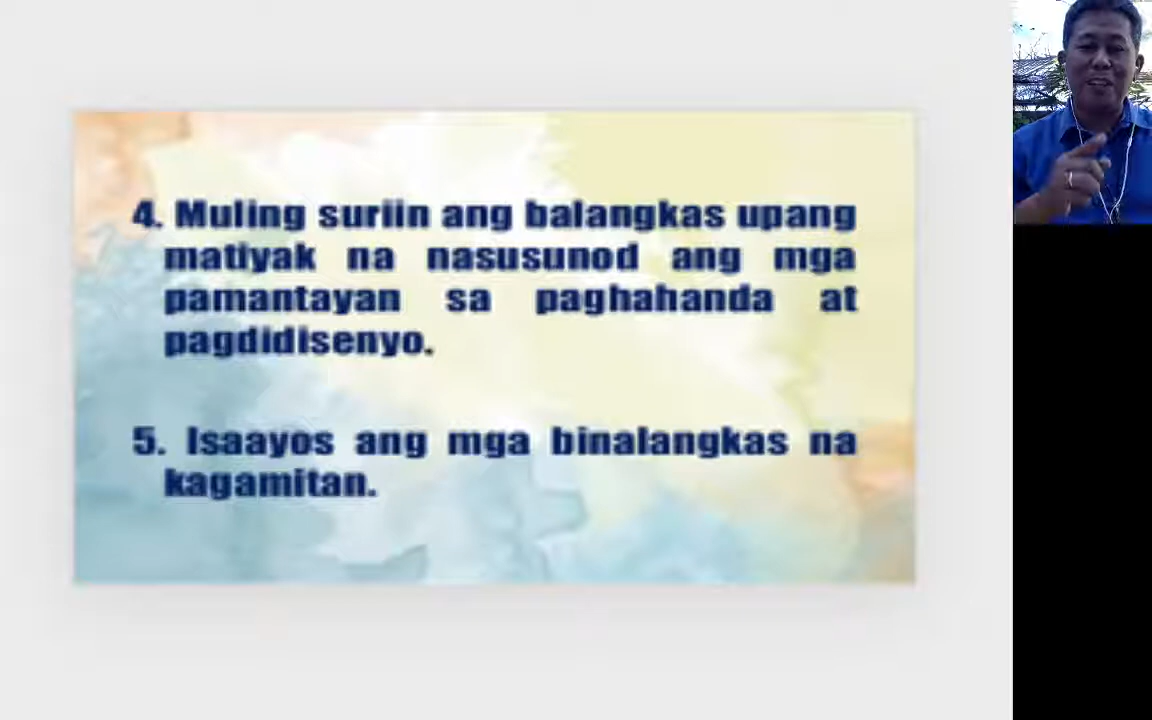 4. Muling suriin ang balangkas upang
matiyak na nasusunod ang mga
pamantayan sa paghahanda at
pagdidisenyo.
5. Isaayos ang mga binalangkas na
kagamitan.